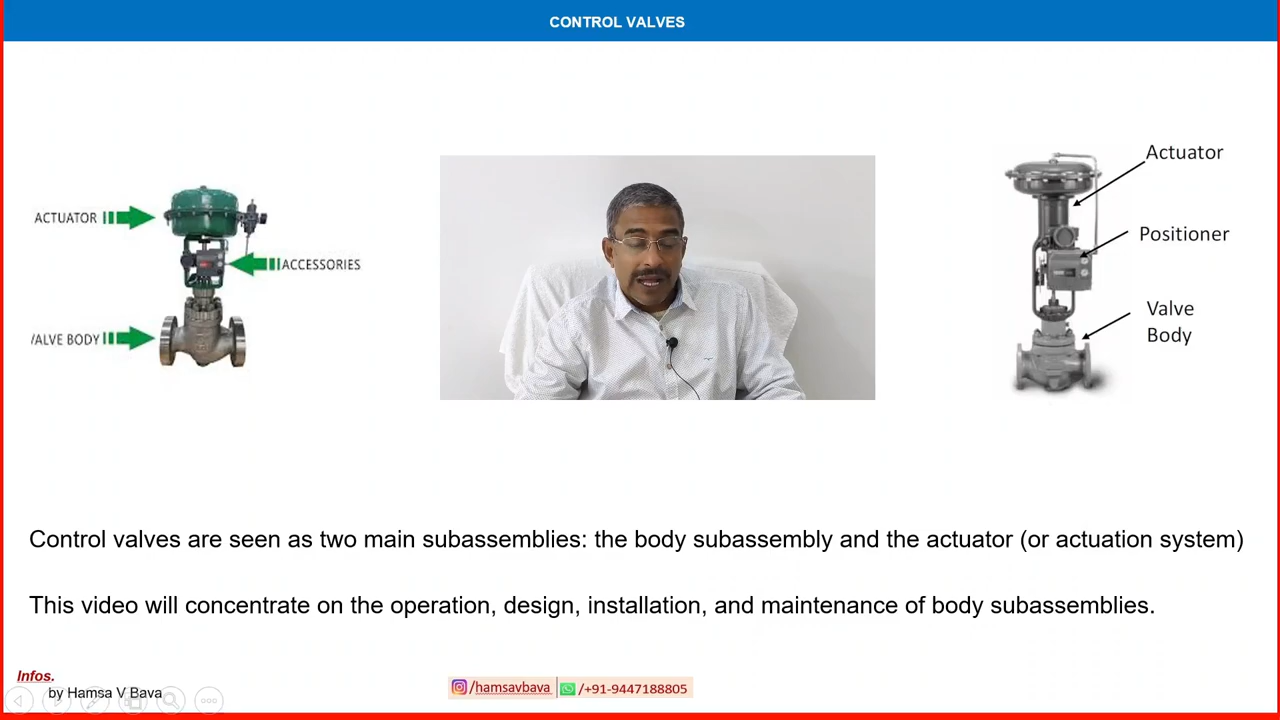 CONTROL VALVES
ACTUATOR
ACCESSORIES
VALVE BODY
Actuator
Positioner
Valve
Body
Control valves are seen as two main subassemblies: the body subassembly and the actuator (or actuation system)
This video will concentrate on the operation, design, installation, and maintenance of body subassemblies.
Infos.
by Hamsa V Bava
/hamsavbava
/+91-9447188805